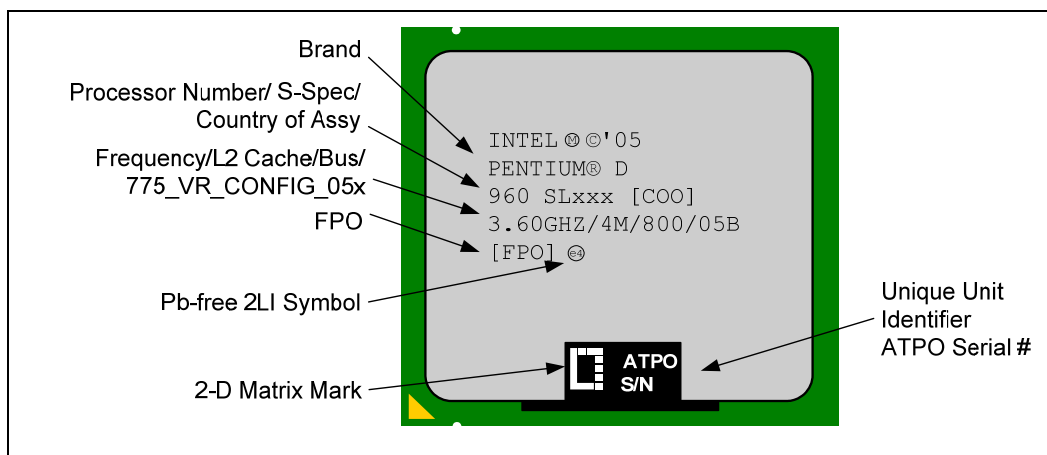 Brand
Processor Number/ S-Spec/
Country of Assy
Frequency/L2 Cache/Bus/
775_VR_CONFIG_05x
FPO
Pb-free 2LI Symbol
2-D Matrix Mark
INTEL Ⓜ ©'05
PENTIUM® D
960 SLxxx [COO]
3.60GHZ/4M/800/05B
[FPO] e4
ATPO
S/N
Unique Unit
Identifier
ATPO Serial #